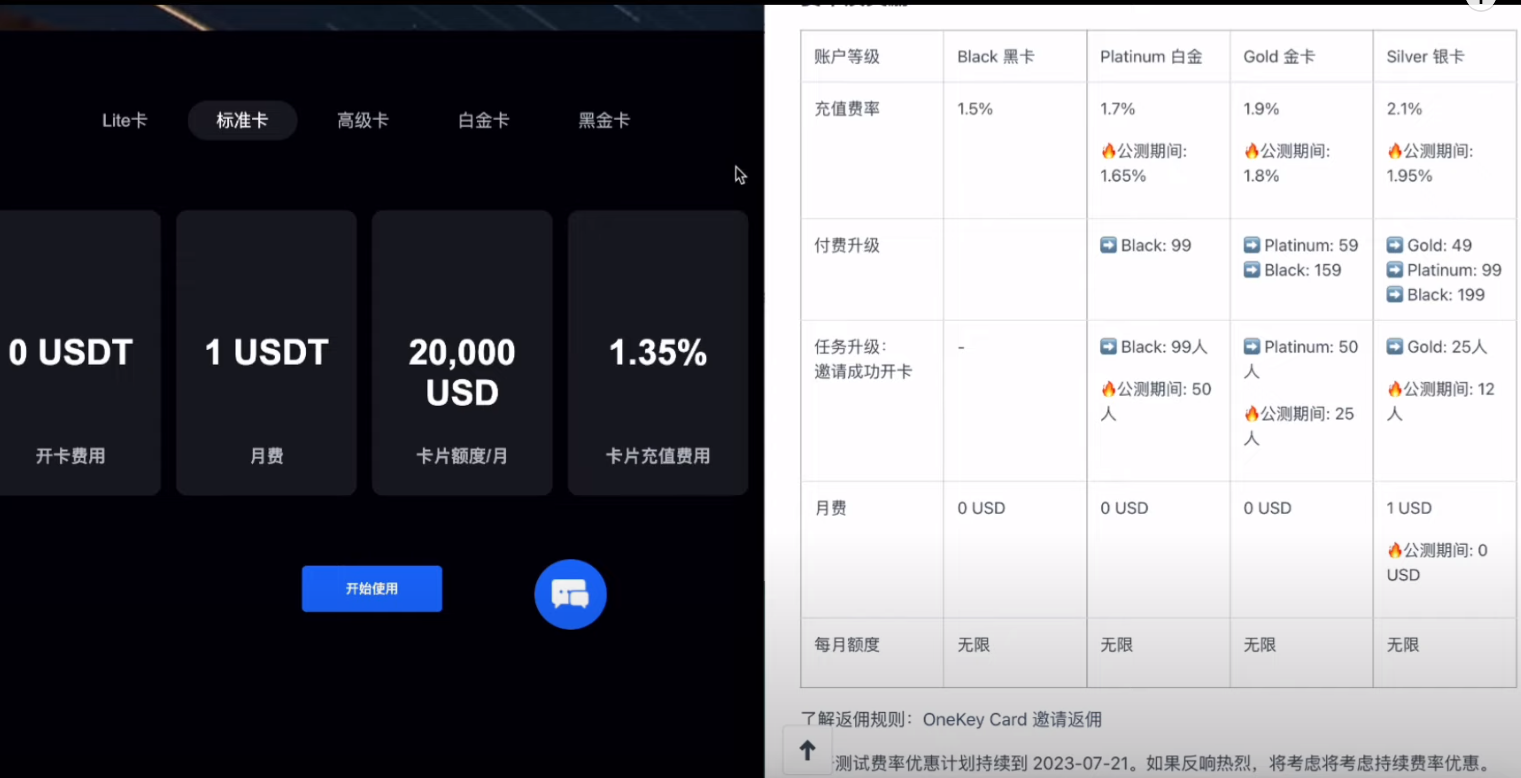 Lite卡
标准卡
高级卡
白金卡
黑金卡
0 USDT
开卡费用
1 USDT
月费
20,000
USD
卡片额度/月
1.35%
卡片充值费用
开始使用
账户等级
Black 黑卡
Platinum 白金
Gold 金卡
Silver 银卡
充值费率
1.5%
1.7%
🔥公测期间:
1.65%
1.9%
🔥公测期间:
1.8%
2.1%
🔥公测期间:
1.95%
付费升级
➡️ Black: 99
➡️ Platinum: 59
➡️ Black: 159
➡️ Gold: 49
➡️ Platinum: 99
➡️ Black: 199
任务升级：
邀请成功开卡
-
➡️ Black: 99人
🔥公测期间: 50
人
➡️ Platinum: 50
人
🔥公测期间: 25
人
➡️ Gold: 25人
🔥公测期间: 12
人
月费
0 USD
0 USD
0 USD
1 USD
🔥公测期间: 0
USD
每月额度
无限
无限
无限
无限
了解返佣规则：OneKey Card 邀请返佣
测试费率优惠计划持续到 2023-07-21。如果反响热烈，将考虑将考虑持续费率优惠。